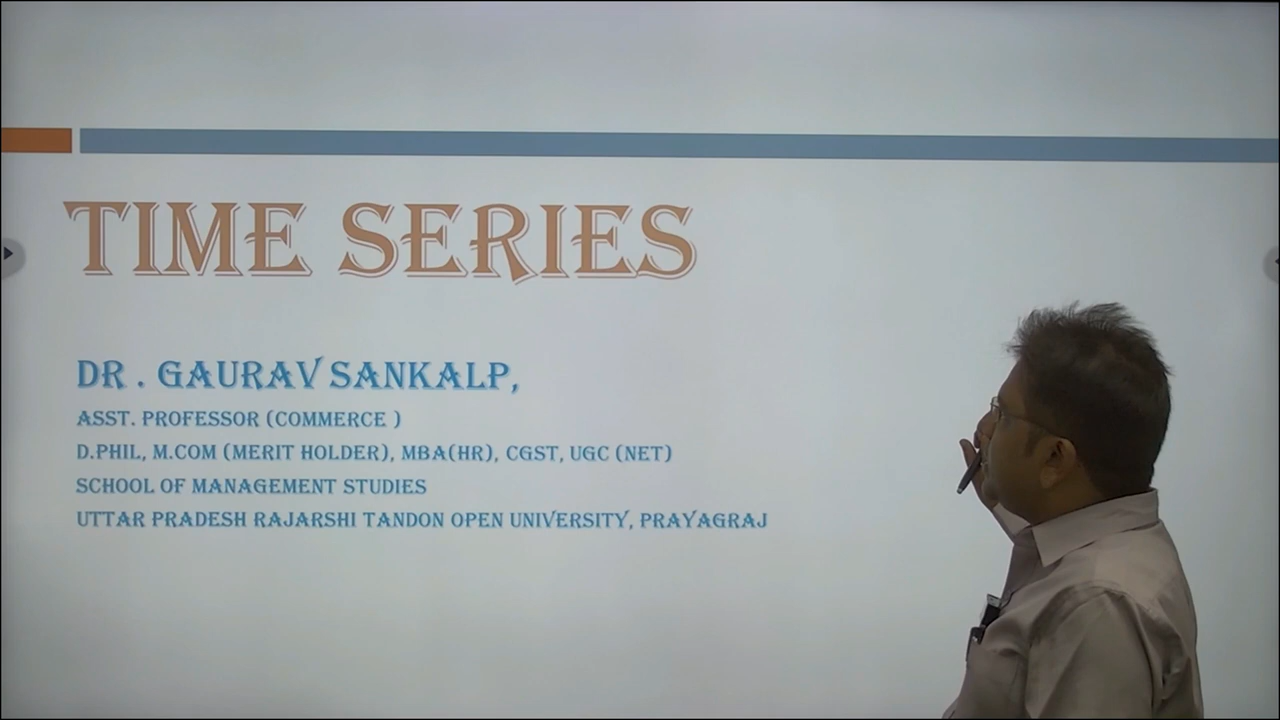 TIME SERIES
DR . GAURAV SANKALP,
ASST. PROFESSOR (COMMERCE )
D.PHIL, M.COM (MERIT HOLDER), MBA(HR), CGST, UGC (NET)
SCHOOL OF MANAGEMENT STUDIES
UTTAR PRADESH RAJARSHI TANDON OPEN UNIVERSITY, PRAYAGRAJ